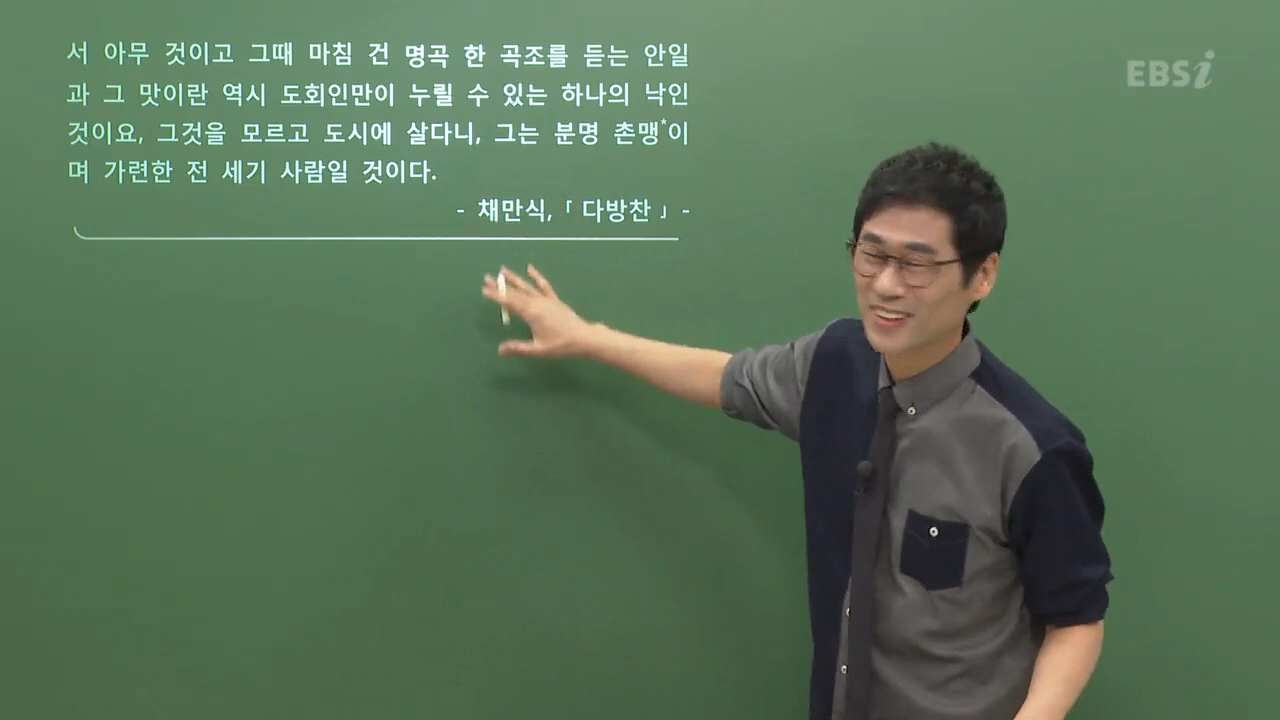 서 아무 것이고 그때 마침 건 명곡 한 곡조를 듣는 안일
과 그 맛이란 역시 도회인만이 누릴 수 있는 하나의 낙인
것이요, 그것을 모르고 도시에 살다니, 그는 분명 촌맹*이
며 가련한 전 세기 사람일 것이다.
- 채만식, 「 다방찬 」 -
EBSi